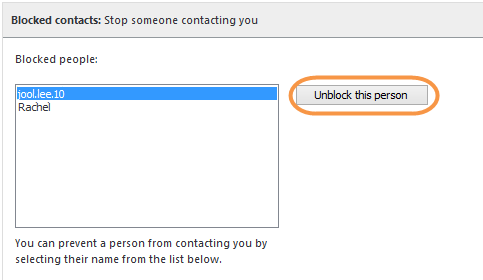 Blocked contacts: Stop someone contacting you
Blocked people:
jool.lee.10
Unblock this person
Rachel
You can prevent a person from contacting you by
selecting their name from the list below.